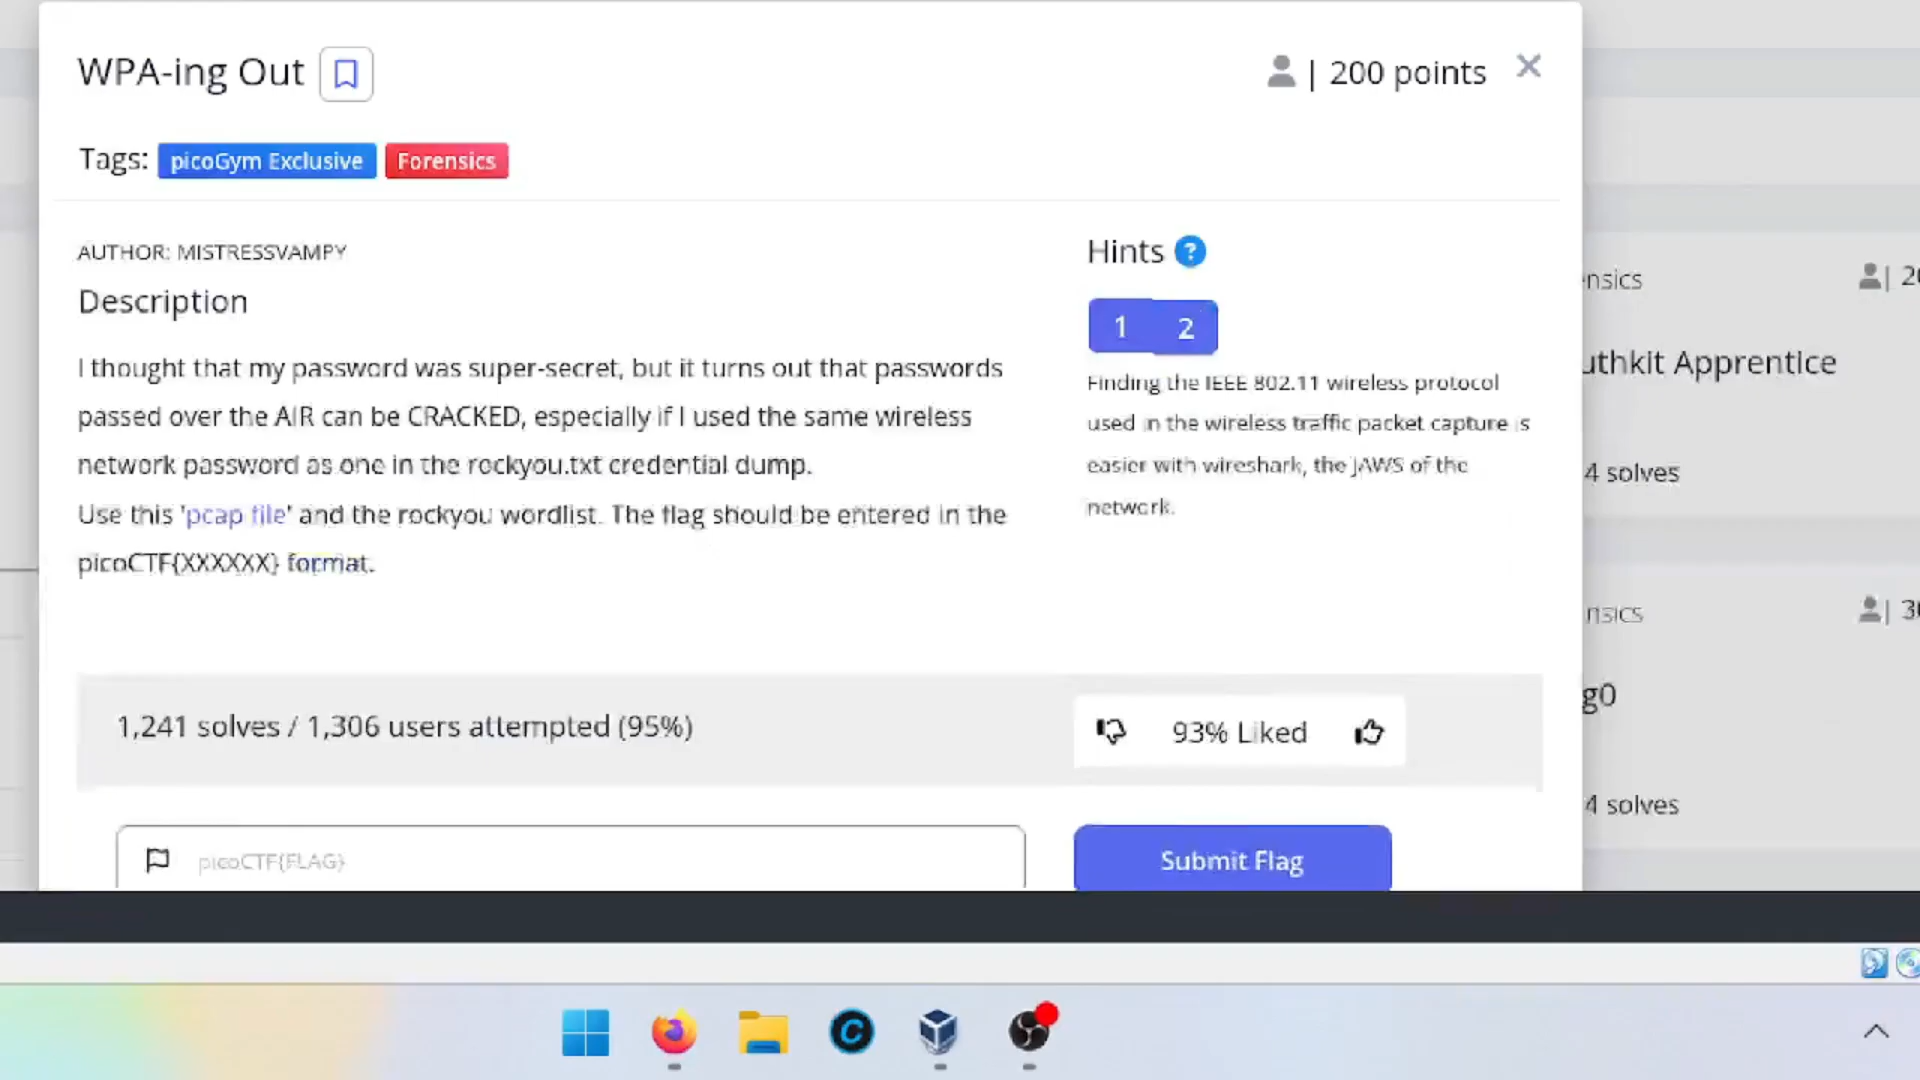 WPA-ing Out
| 200 points
Tags: picoGym Exclusive Forensics
AUTHOR: MISTRESSVAMPY
Description
I thought that my password was super-secret, but it turns out that passwords
passed over the AIR can be CRACKED, especially if I used the same wireless
network password as one in the rockyou.txt credential dump.
Use this 'pcap file' and the rockyou wordlist. The flag should be entered in the
picoCTF{XXXXXX} format.
Hints ?
1 2
Finding the IEEE 802.11 wireless protocol
used in the wireless traffic packet capture is
easier with wireshark, the JAWS of the
network.
1,241 solves / 1,306 users attempted (95%)
93% Liked
picoCTF{FLAG}
Submit Flag
nsics
| 20
uthkit Apprentice
4 solves
nsics
| 30
g0
4 solves